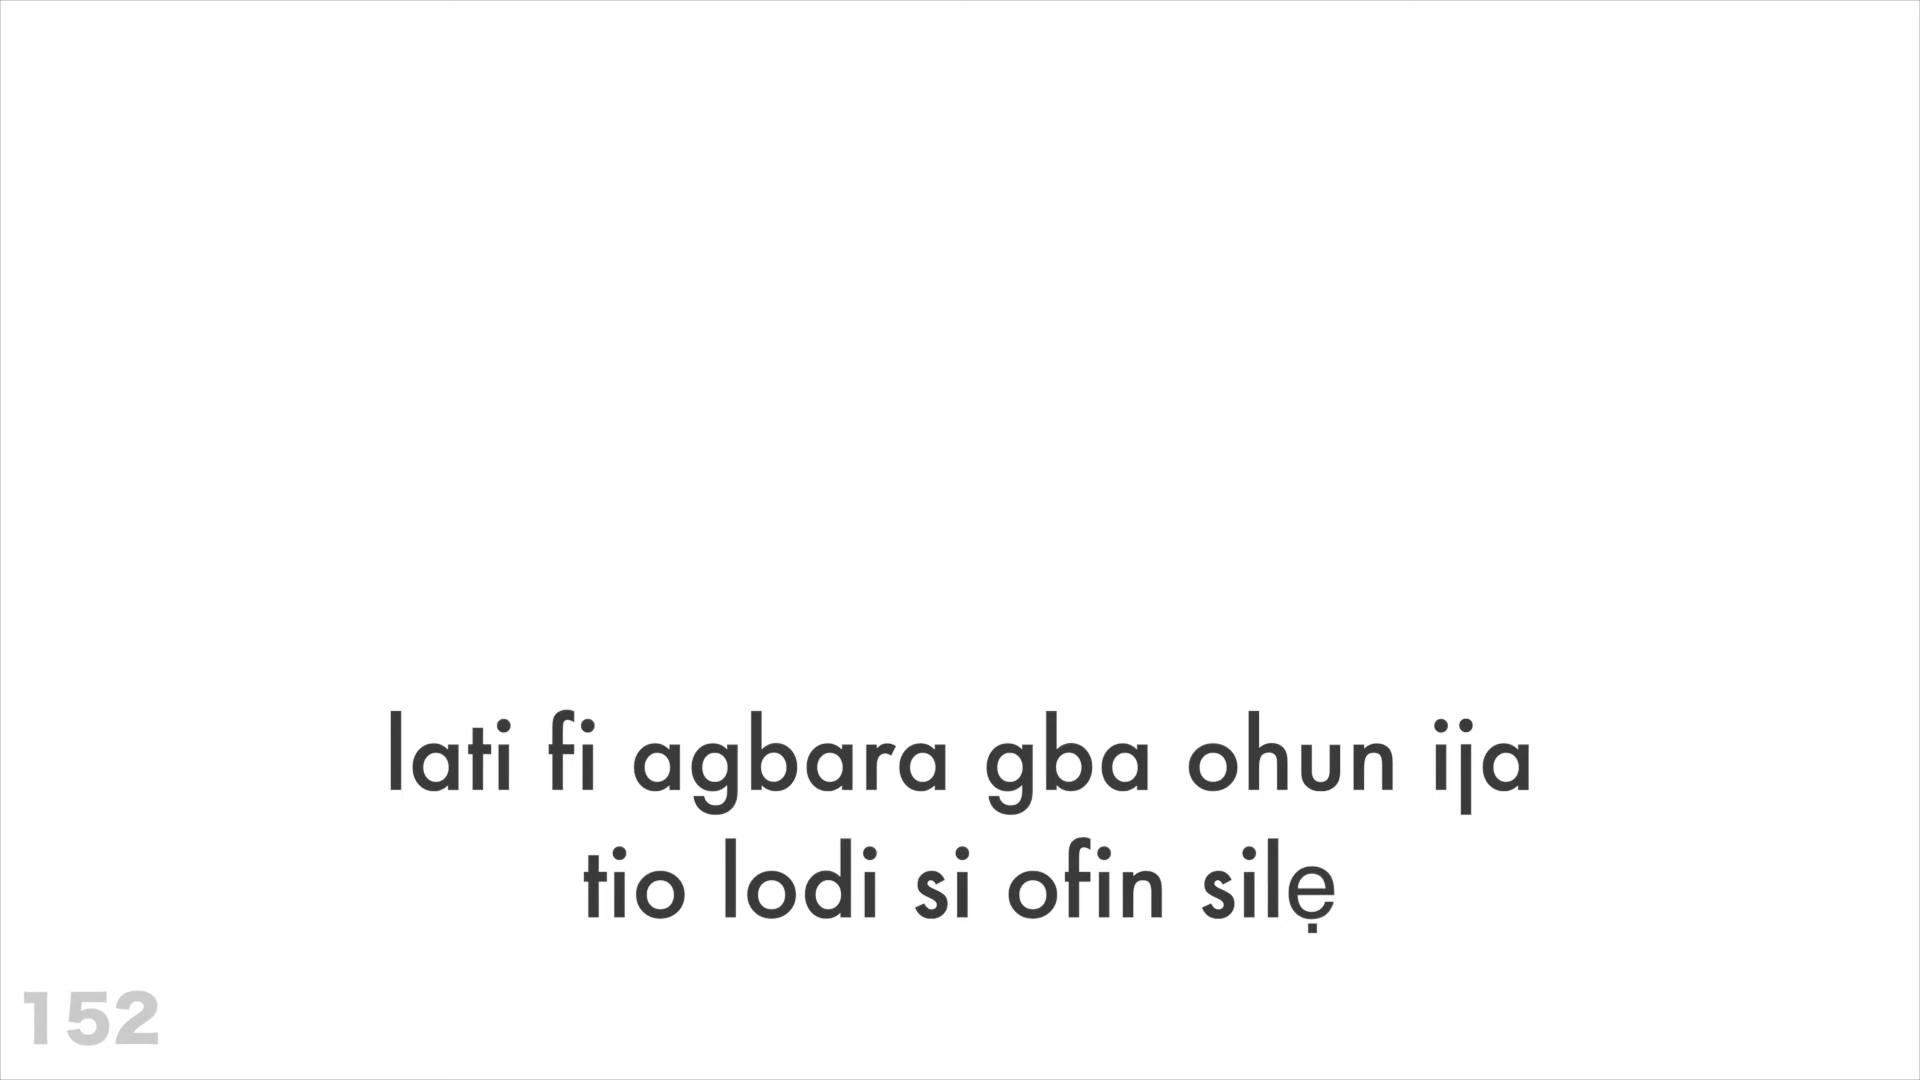 lati fi agbara gba ohun ija
tio lodi si ofin silẹ
152